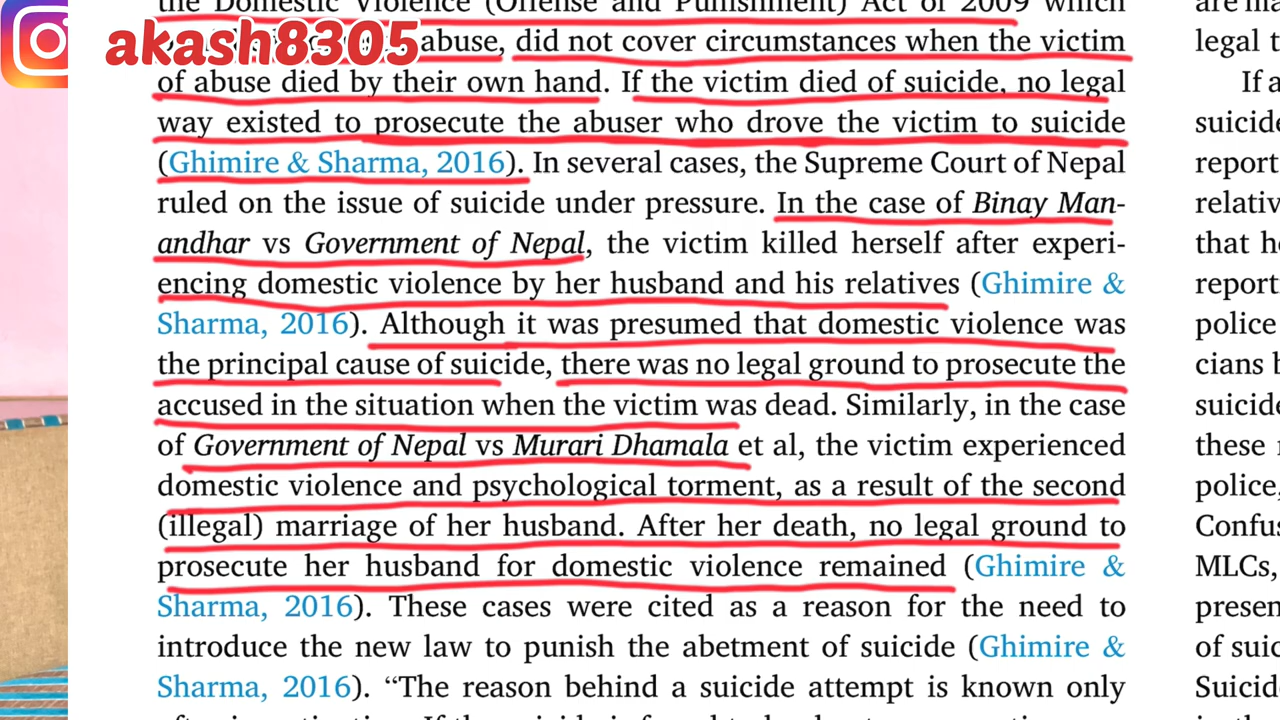 the Domestic Violence (Offense and Punishment) Act of 2009 which
akash8305
abuse, did not cover circumstances when the victim
of abuse died by their own hand. If the victim died of suicide, no legal
way existed to prosecute the abuser who drove the victim to suicide
(Ghimire & Sharma, 2016). In several cases, the Supreme Court of Nepal
ruled on the issue of suicide under pressure. In the case of Binay Man-
andhar vs Government of Nepal, the victim killed herself after experi-
encing domestic violence by her husband and his relatives (Ghimire &
Sharma, 2016). Although it was presumed that domestic violence was
the principal cause of suicide, there was no legal ground to prosecute the
accused in the situation when the victim was dead. Similarly, in the case
of Government of Nepal vs Murari Dhamala et al, the victim experienced
domestic violence and psychological torment, as a result of the second
(illegal) marriage of her husband. After her death, no legal ground to
prosecute her husband for domestic violence remained (Ghimire &
Sharma, 2016). These cases were cited as a reason for the need to
introduce the new law to punish the abetment of suicide (Ghimire &
Sharma, 2016). “The reason behind a suicide attempt is known only
legal
If a
suicide
report
relativ
that
report
police
cians
suicide
these
police,
Confus
MLCs,
presen
of suic
Suicid